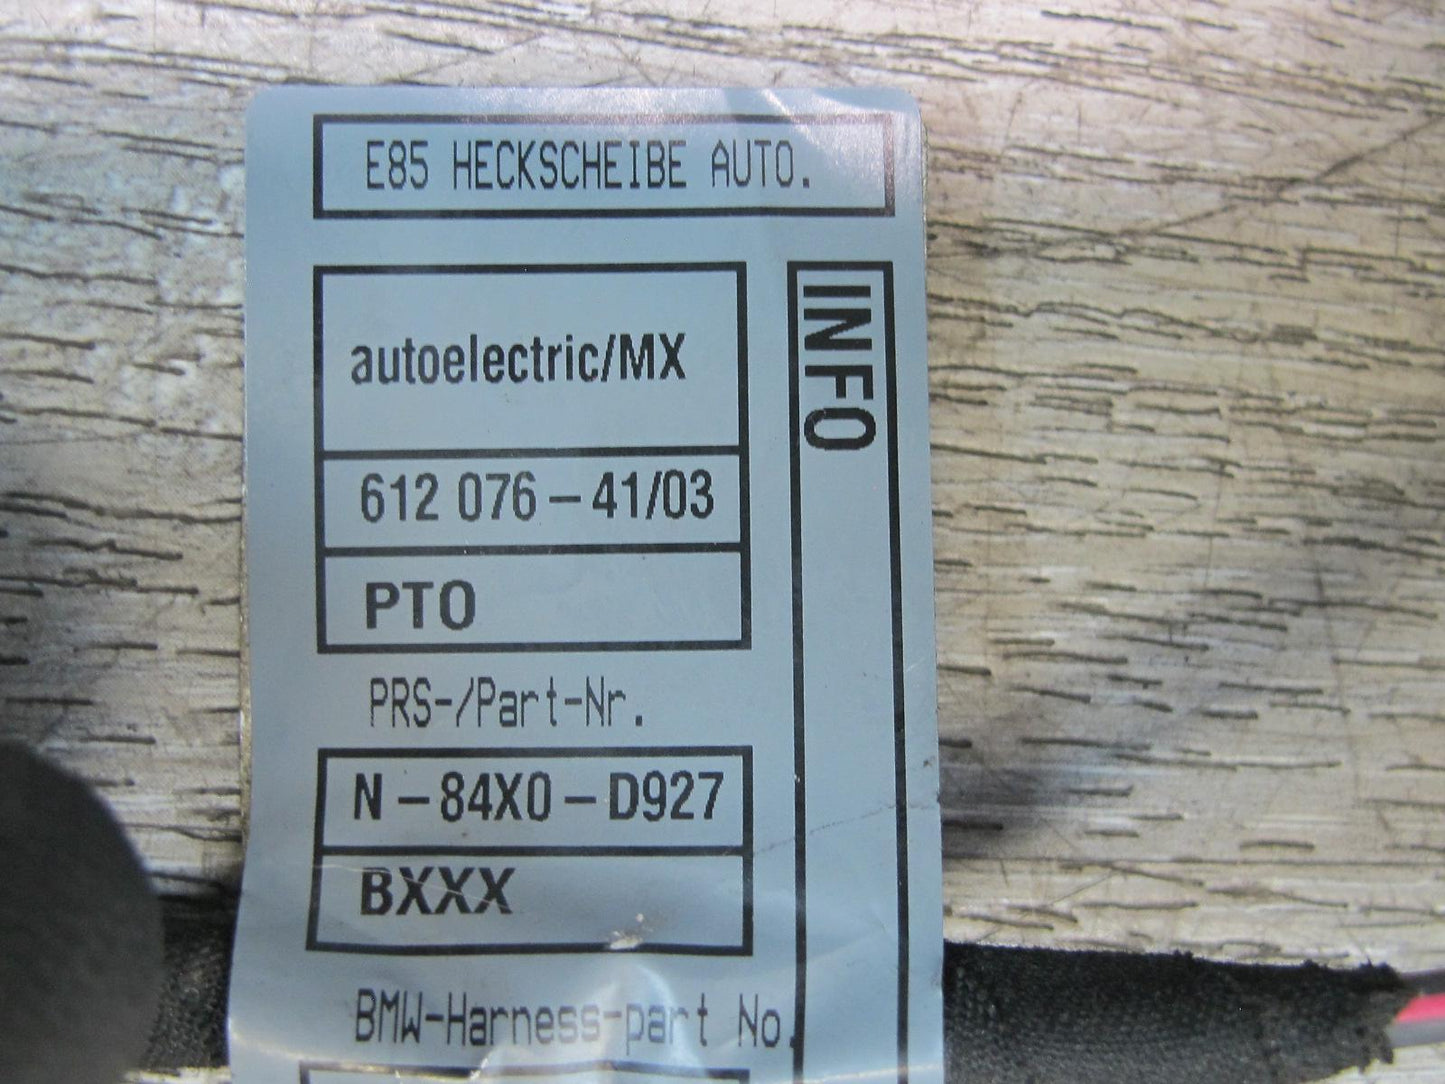 E85 HECKSCHEIBE AUTO.
autoelectric/MX
INFO
612 076-41/03
PTO
PRS-/Part-Nr.
N-84X0-D927
BXXX
BMW-Harness-part No.